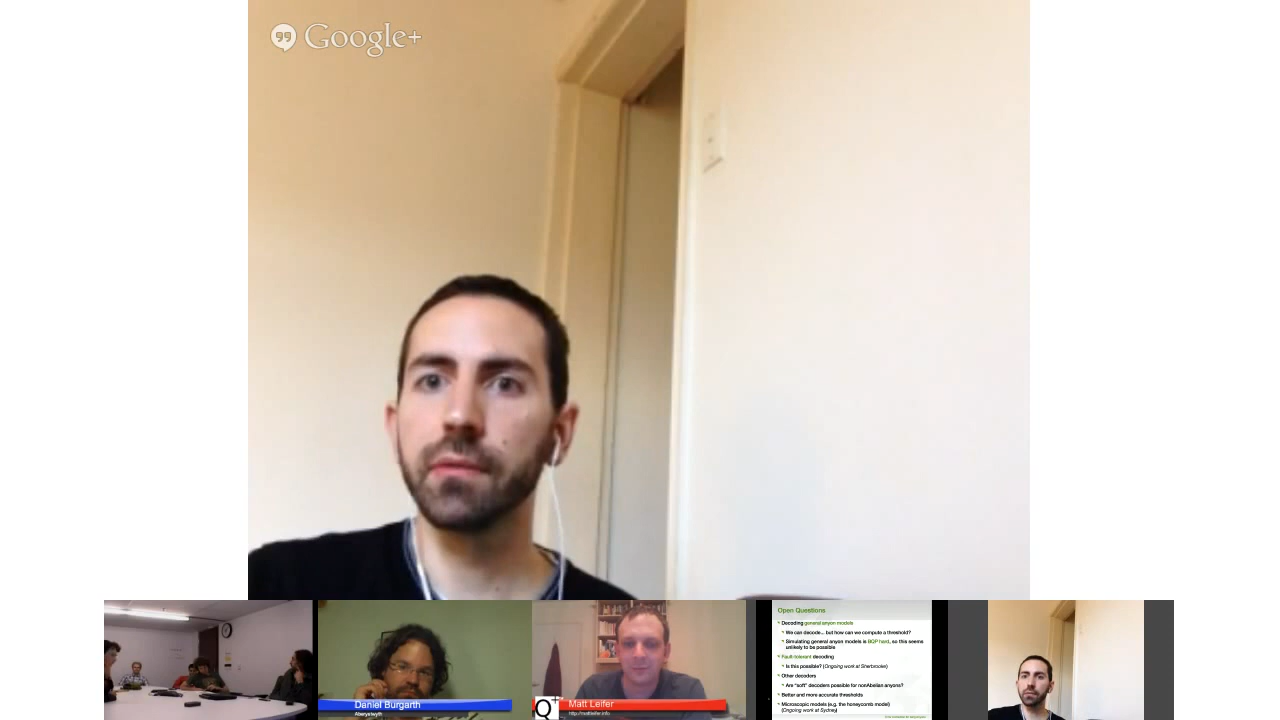 Google+
Daniel Burgarth
Aberystwyth
Q+
Matt Leifer
http://mattleifer.info
Open Questions
Decoding general anyon models
We can decode... but how can we compute a threshold?
Simulating general anyon models is BQP hard, so this seems
unlikely to be possible
Fault-tolerant decoding
Is this possible? (Ongoing work at Sherbrooke)
Other decoders
Are "soft" decoders possible for nonAbelian anyons?
Better and more accurate thresholds
Microscopic models (e.g. the honeycomb model)
(Ongoing work at Sydney)